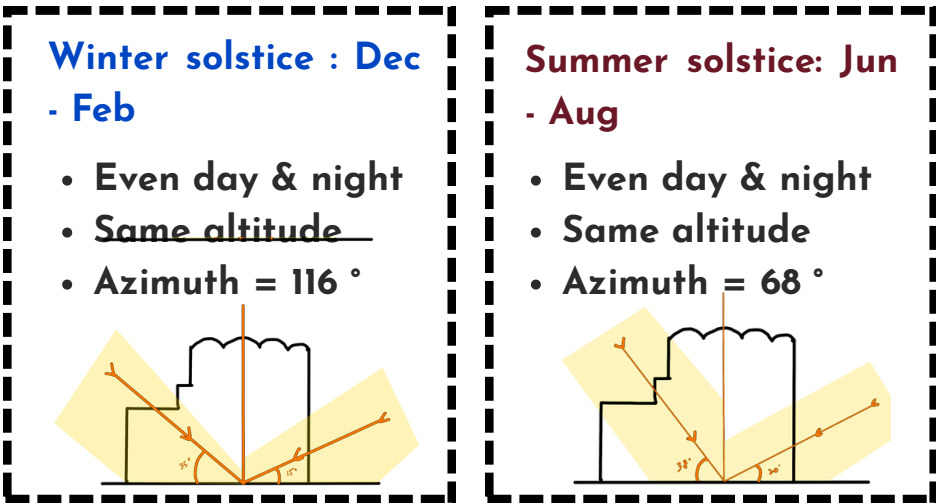 Winter solstice : Dec
- Feb
• Even day & night
• Same altitude
• Azimuth = 116 °
35°
15°
Summer solstice: Jun
- Aug
• Even day & night
• Same altitude
• Azimuth = 68 °
38°
20°